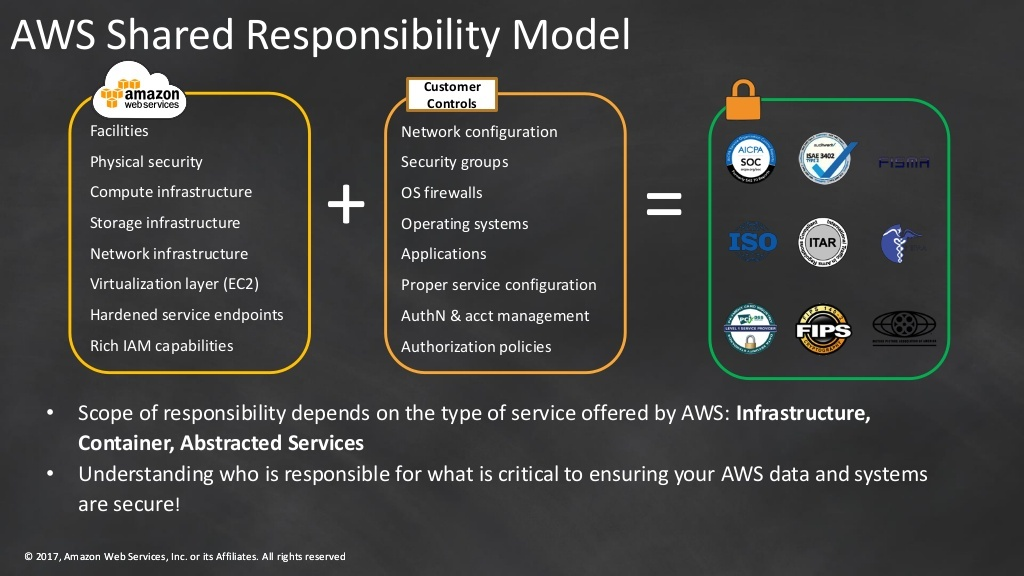 AWS Shared Responsibility Model
amazon
web services
Customer
Controls
Facilities
Physical security
Compute infrastructure
Storage infrastructure
Network infrastructure
Virtualization layer (EC2)
Hardened service endpoints
Rich IAM capabilities
+
Network configuration
Security groups
OS firewalls
Operating systems
Applications
Proper service configuration
AuthN & acct management
Authorization policies
=
AICPA
SOC
ISAE 3402
FISMA
ISO
ITAR
LEVEL 1 SERVICE PROVIDER
FIPS
• Scope of responsibility depends on the type of service offered by AWS: Infrastructure,
Container, Abstracted Services
• Understanding who is responsible for what is critical to ensuring your AWS data and systems
are secure!
© 2017, Amazon Web Services, Inc. or its Affiliates. All rights reserved